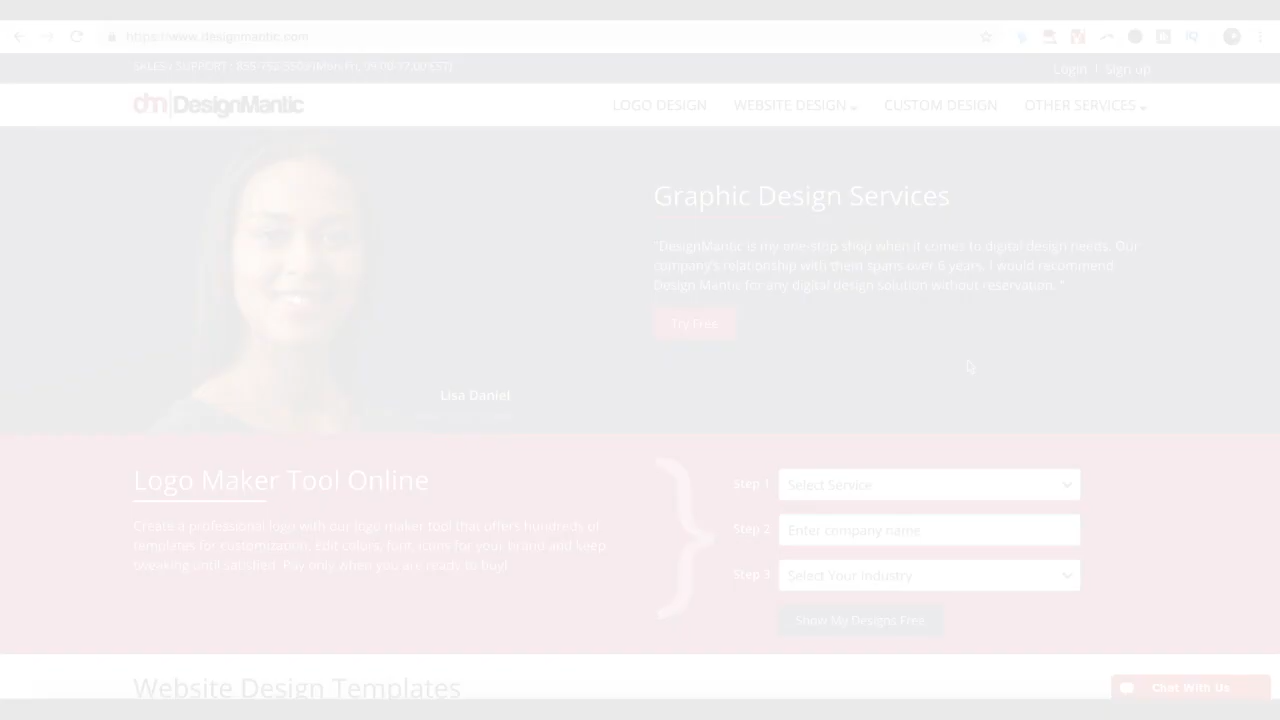 https://www.designmantic.com
SALES & SUPPORT : 855-752-5503 (Mon-Fri, 09:00-17:00 EST)
Login | Sign up
dm DesignMantic
LOGO DESIGN WEBSITE DESIGN CUSTOM DESIGN OTHER SERVICES
Graphic Design Services
"DesignMantic is my one-stop shop when it comes to digital design needs. Our
company's relationship with them spans over 6 years. I would recommend
Design Mantic for any digital design solution without reservation. "
Try Free
Lisa Daniel
Logo Maker Tool Online
Create a professional logo with our logo maker tool that offers hundreds of
templates for customization. Edit colors, font, icons for your brand and keep
tweaking until satisfied. Pay only when you are ready to buy!
Step 1 Select Service
Step 2 Enter company name
Step 3 Select Your Industry
Show My Designs Free
Website Design Templates
Chat With Us